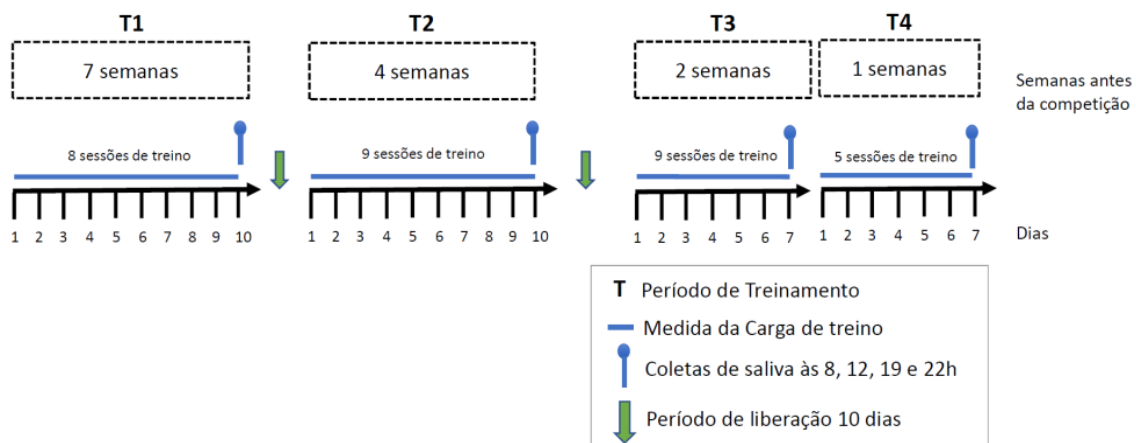 T1 T2 T3 T4
7 semanas 4 semanas 2 semanas 1 semanas
Semanas antes
da competição
8 sessões de treino 9 sessões de treino 9 sessões de treino 5 sessões de treino
1 2 3 4 5 6 7 8 9 10 1 2 3 4 5 6 7 8 9 10 1 2 3 4 5 6 7 1 2 3 4 5 6 7 Dias
T Período de Treinamento
Medida da Carga de treino
Coletas de saliva às 8, 12, 19 e 22h
Período de liberação 10 dias